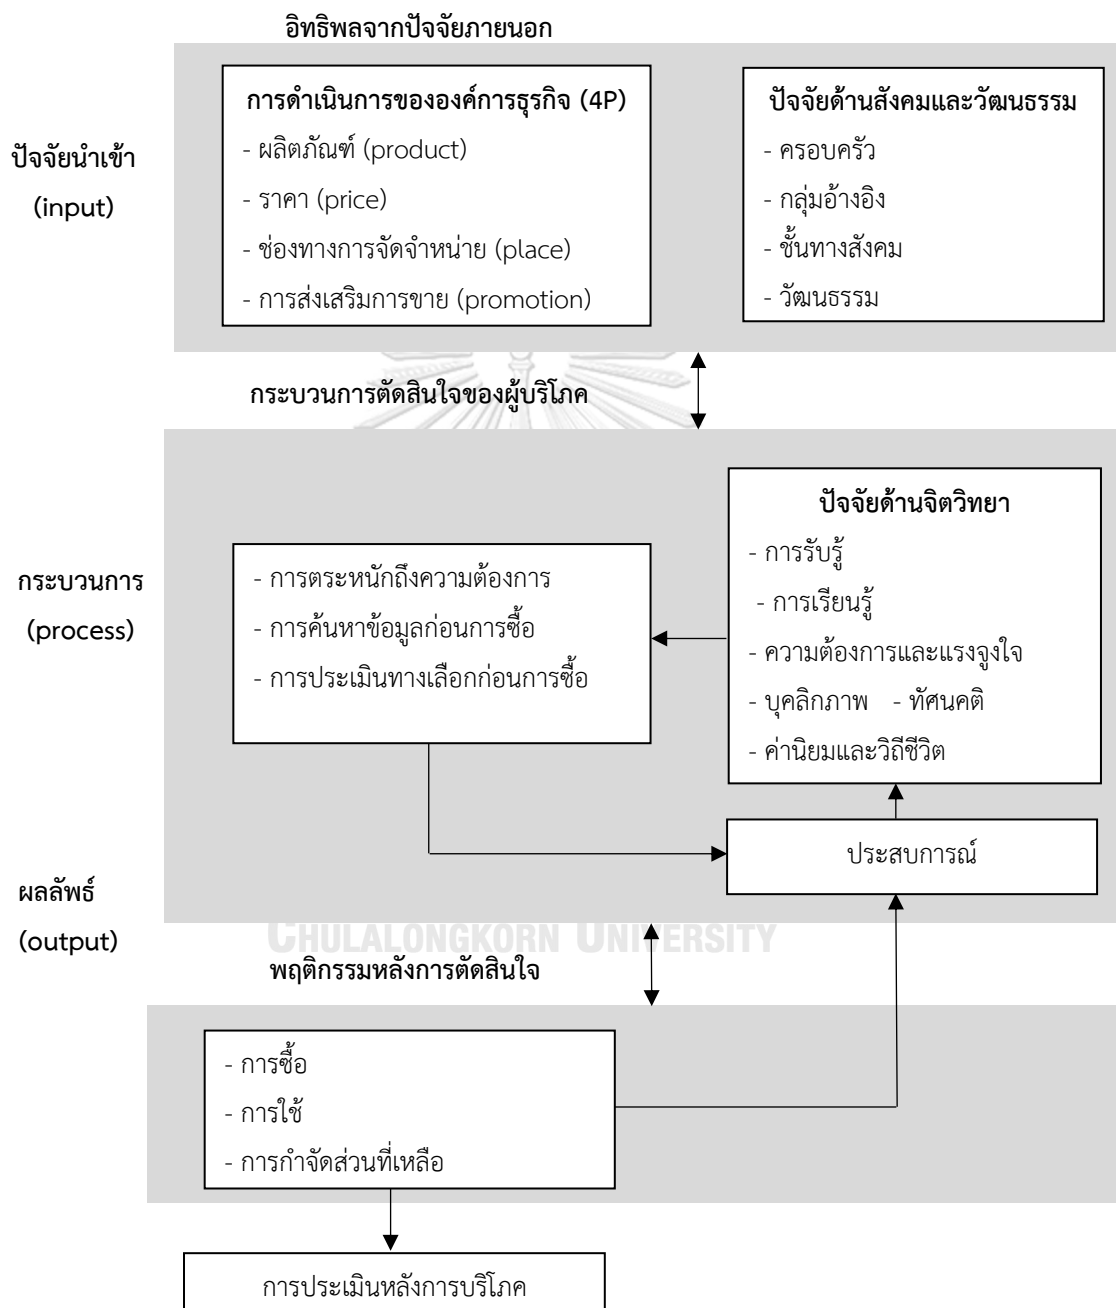 อิทธิพลจากปัจจัยภายนอก
ปัจจัยนำเข้า
(input)
การดำเนินการขององค์การธุรกิจ (4P)
- ผลิตภัณฑ์ (product)
- ราคา (price)
- ช่องทางการจัดจำหน่าย (place)
- การส่งเสริมการขาย (promotion)
ปัจจัยด้านสังคมและวัฒนธรรม
- ครอบครัว
- กลุ่มอ้างอิง
- ชั้นทางสังคม
- วัฒนธรรม
กระบวนการตัดสินใจของผู้บริโภค
กระบวนการ
(process)
- การตระหนักถึงความต้องการ
- การค้นหาข้อมูลก่อนการซื้อ
- การประเมินทางเลือกก่อนการซื้อ
ปัจจัยด้านจิตวิทยา
- การรับรู้
- การเรียนรู้
- ความต้องการและแรงจูงใจ
- บุคลิกภาพ - ทัศนคติ
- ค่านิยมและวิถีชีวิต
ประสบการณ์
ผลลัพธ์
(output)
CHULALONGKORN UNIVERSITY
พฤติกรรมหลังการตัดสินใจ
- การซื้อ
- การใช้
- การกำจัดส่วนที่เหลือ
การประเมินหลังการบริโภค